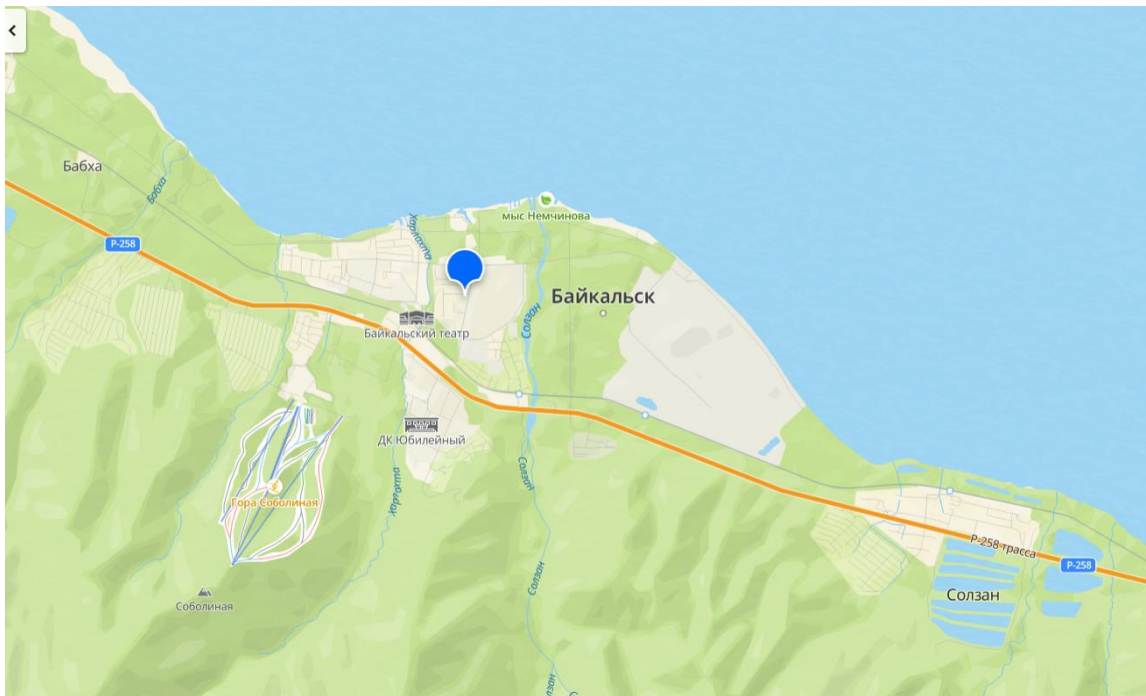 Бабха
Бабха
Р-258
мыс Немчинова
Харлахта
Байкальск
Солзан
Байкальский театр
ДК Юбилейный
Солзан
Харлахта
Гора Соболиная
Р-258 трасса
Р-258
Солзан
Солзан
Соболиная
Солзан